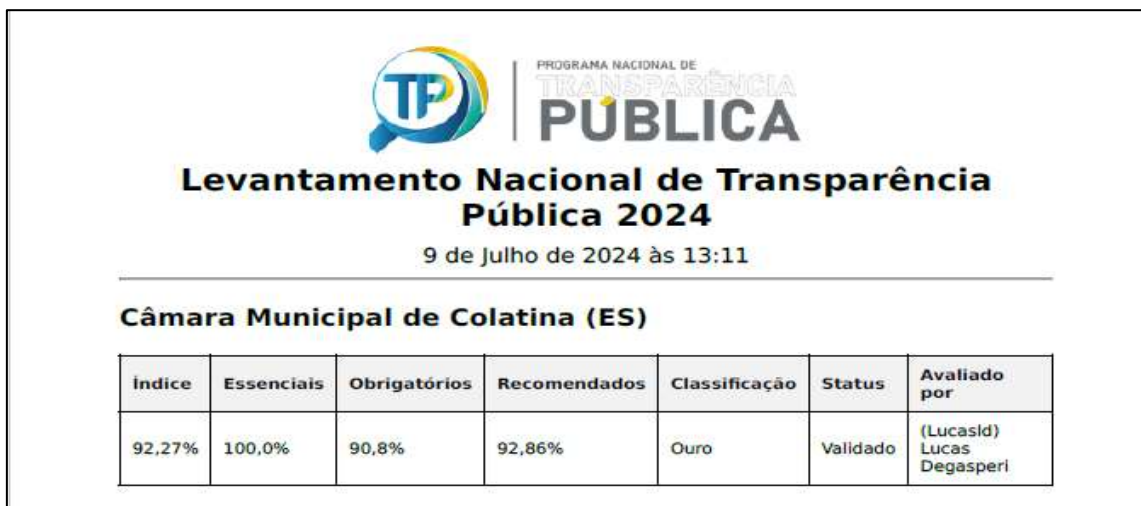 TP
PROGRAMA NACIONAL DE
TRANSPARÊNCIA
PÚBLICA
Levantamento Nacional de Transparência
Pública 2024
9 de Julho de 2024 às 13:11
Câmara Municipal de Colatina (ES)
Índice Essenciais Obrigatórios Recomendados Classificação Status Avaliado por
92,27% 100,0% 90,8% 92,86% Ouro Validado (Lucasld) Lucas Degasperi